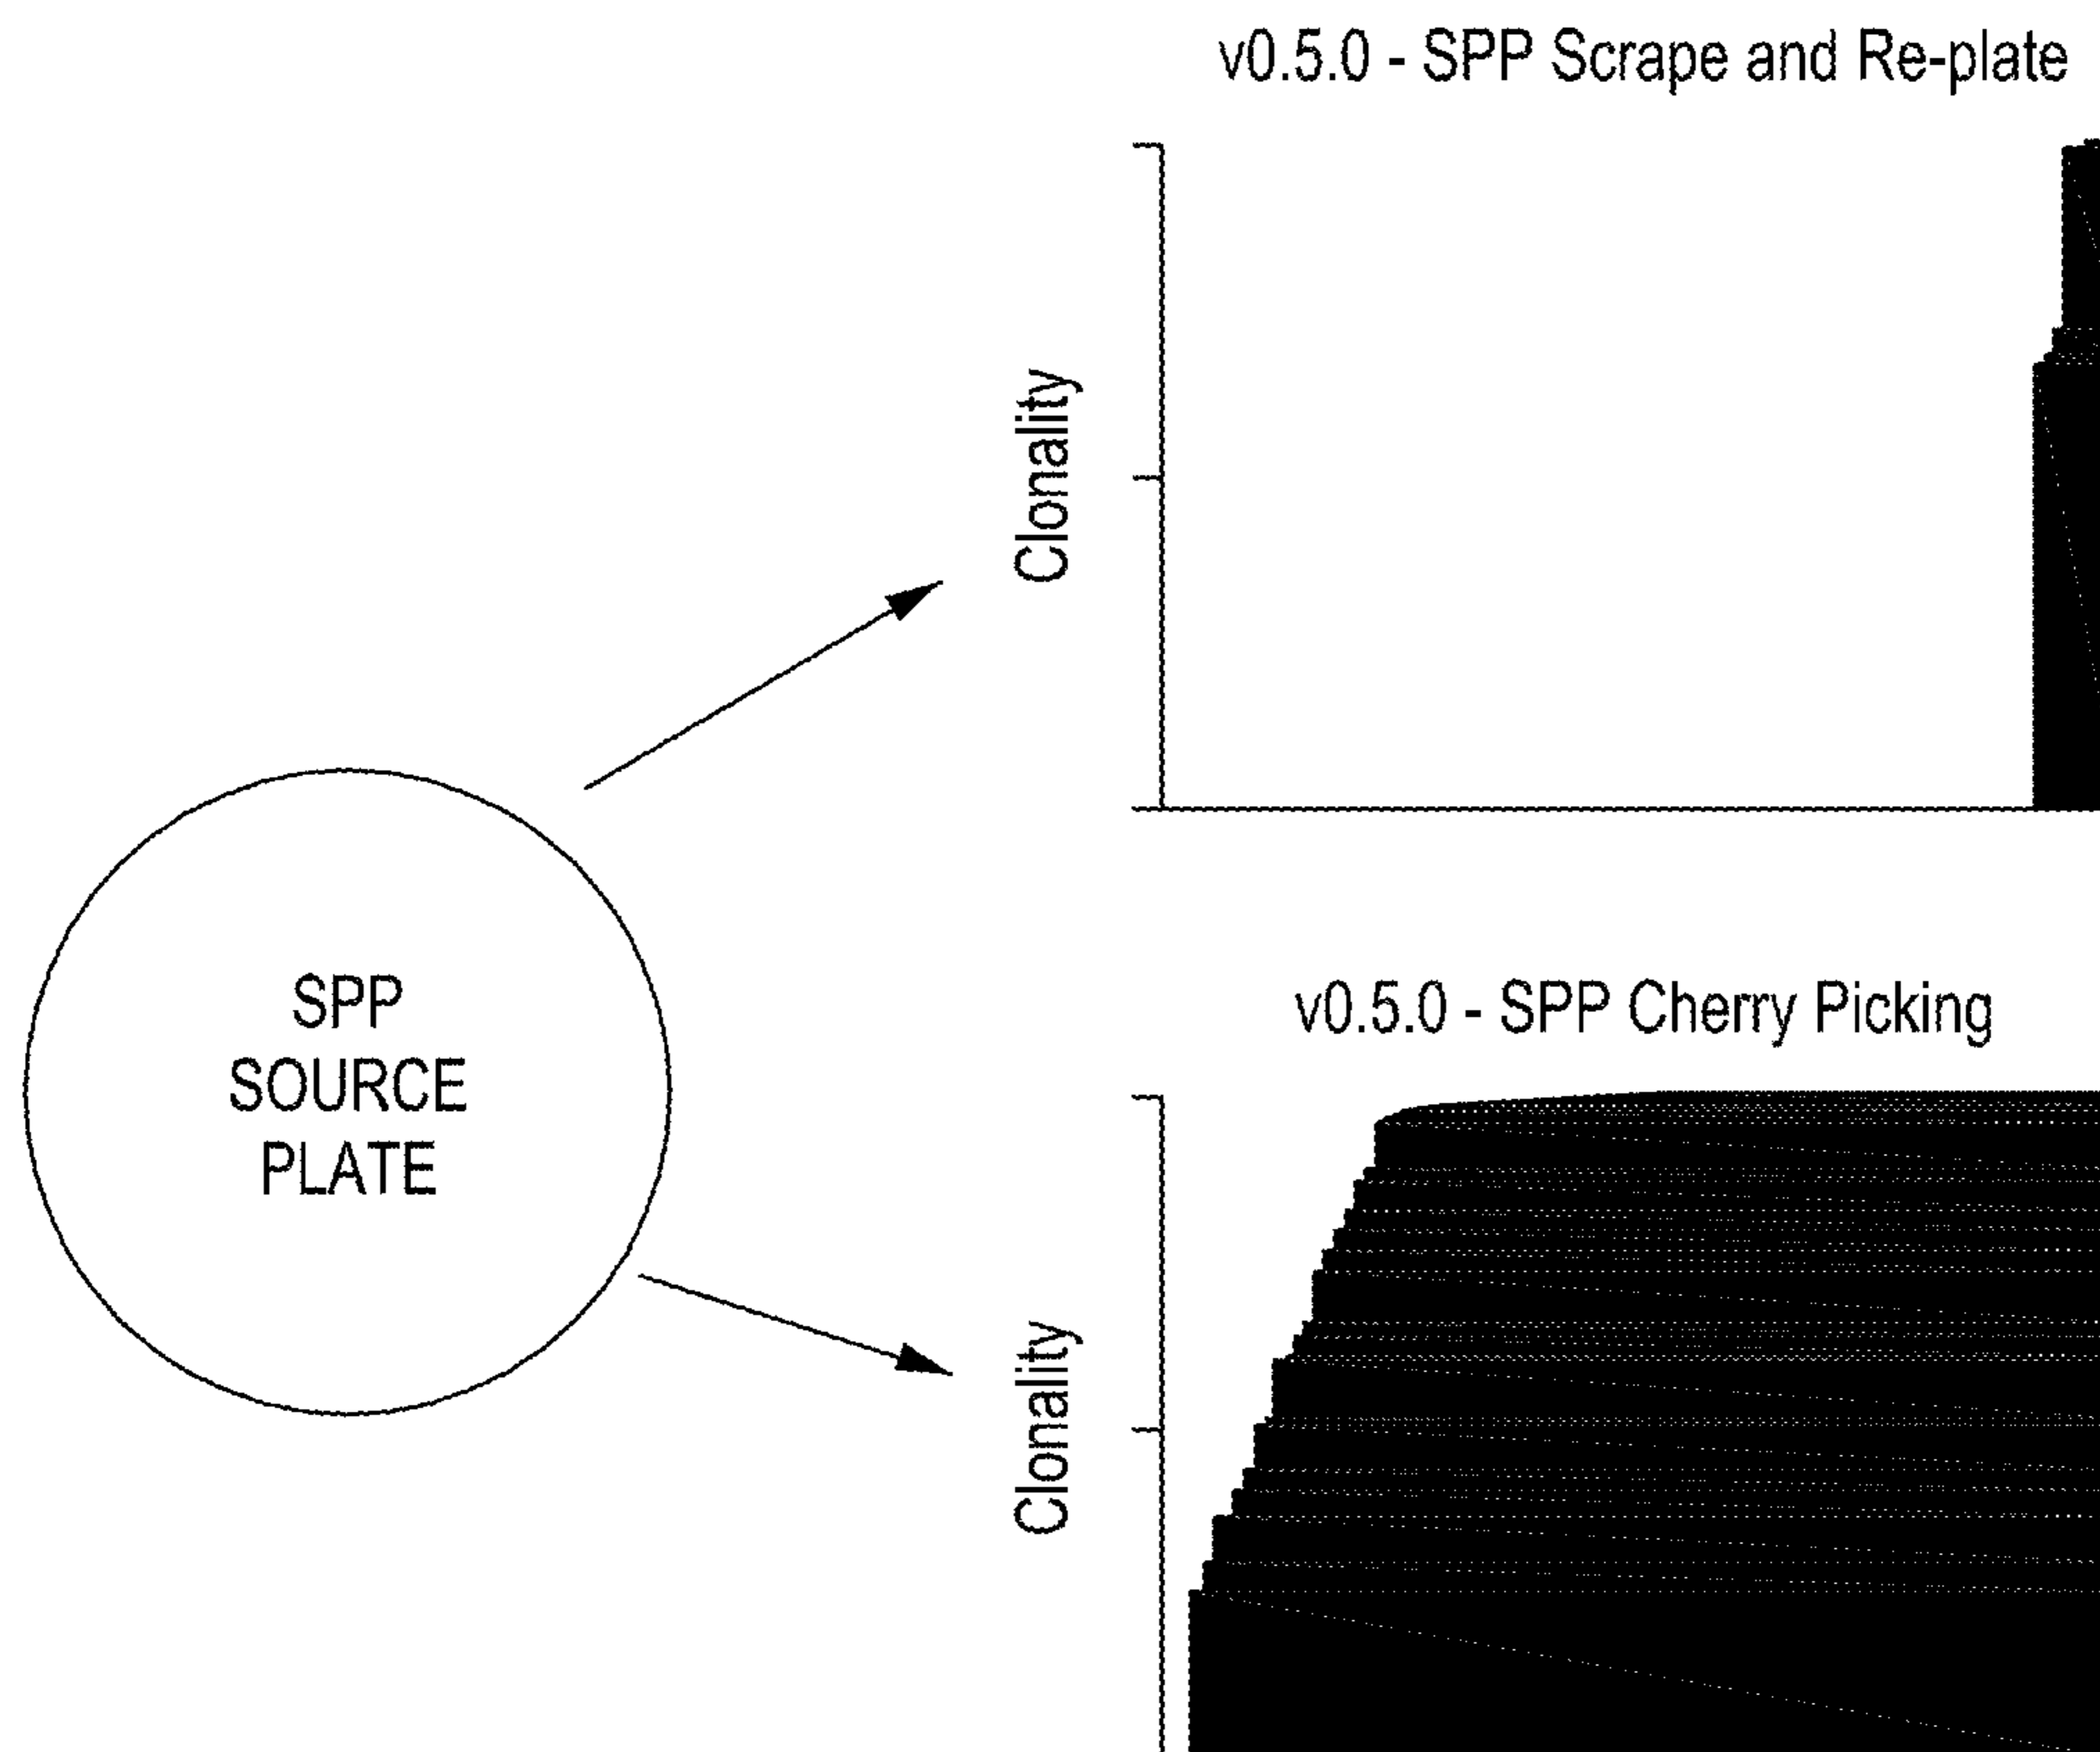 v0.5.0 - SPP Scrape and Re-plate
Clonality
SPP
SOURCE
PLATE
v0.5.0 - SPP Cherry Picking
Clonality